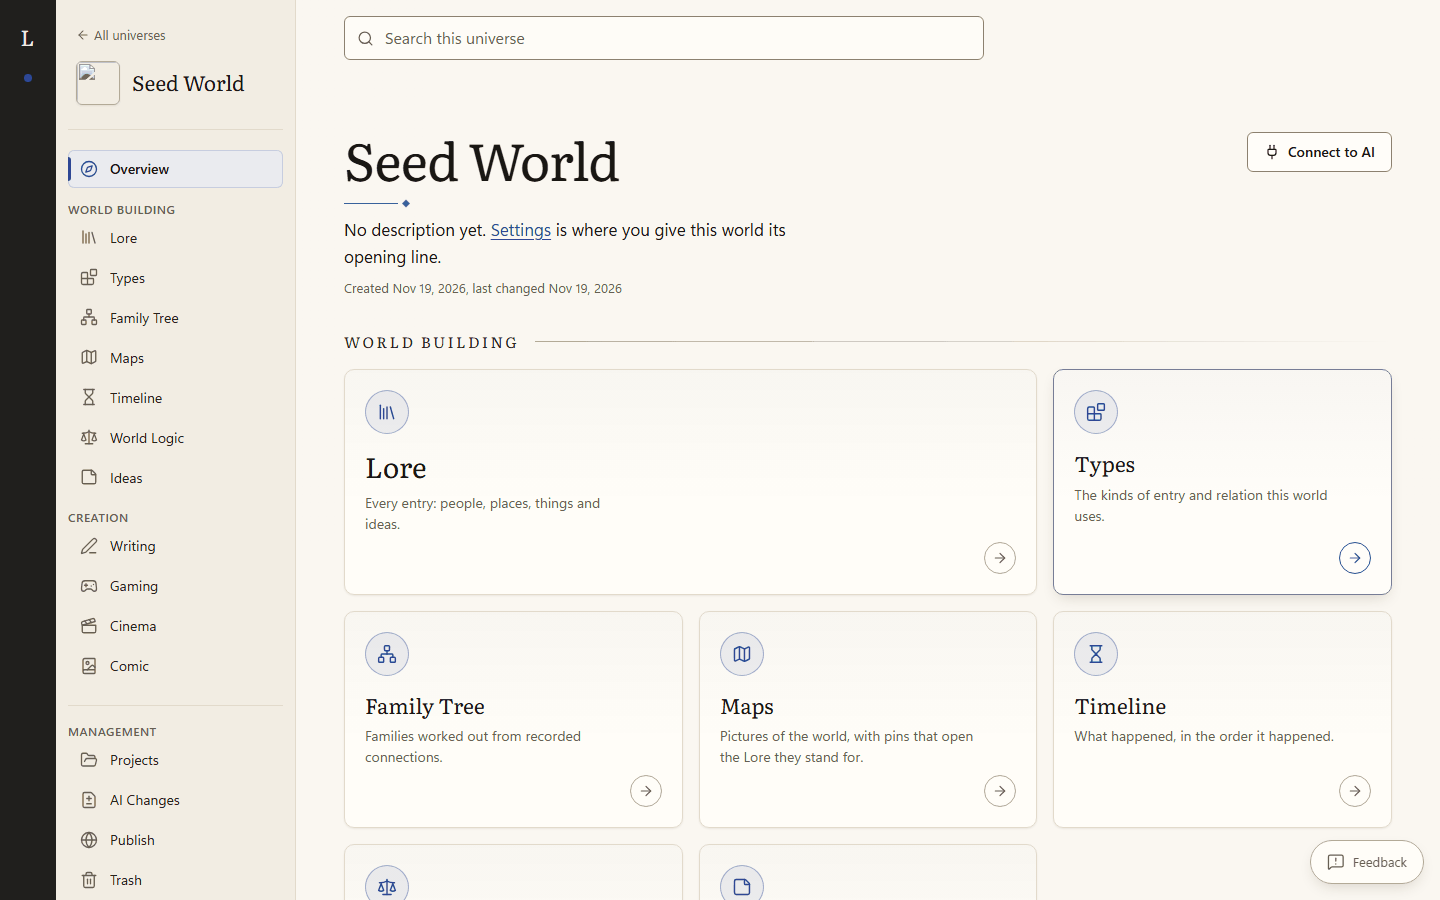 L
All universes
Seed World
Overview
WORLD BUILDING
Lore
Types
Family Tree
Maps
Timeline
World Logic
Ideas
CREATION
Writing
Gaming
Cinema
Comic
MANAGEMENT
Projects
AI Changes
Publish
Trash
Search this universe
Seed World
Connect to AI
No description yet. Settings is where you give this world its
opening line.
Created Nov 19, 2026, last changed Nov 19, 2026
WORLD BUILDING
Lore
Every entry: people, places, things and
ideas.
Types
The kinds of entry and relation this world
uses.
Family Tree
Families worked out from recorded
connections.
Maps
Pictures of the world, with pins that open
the Lore they stand for.
Timeline
What happened, in the order it happened.
Feedback